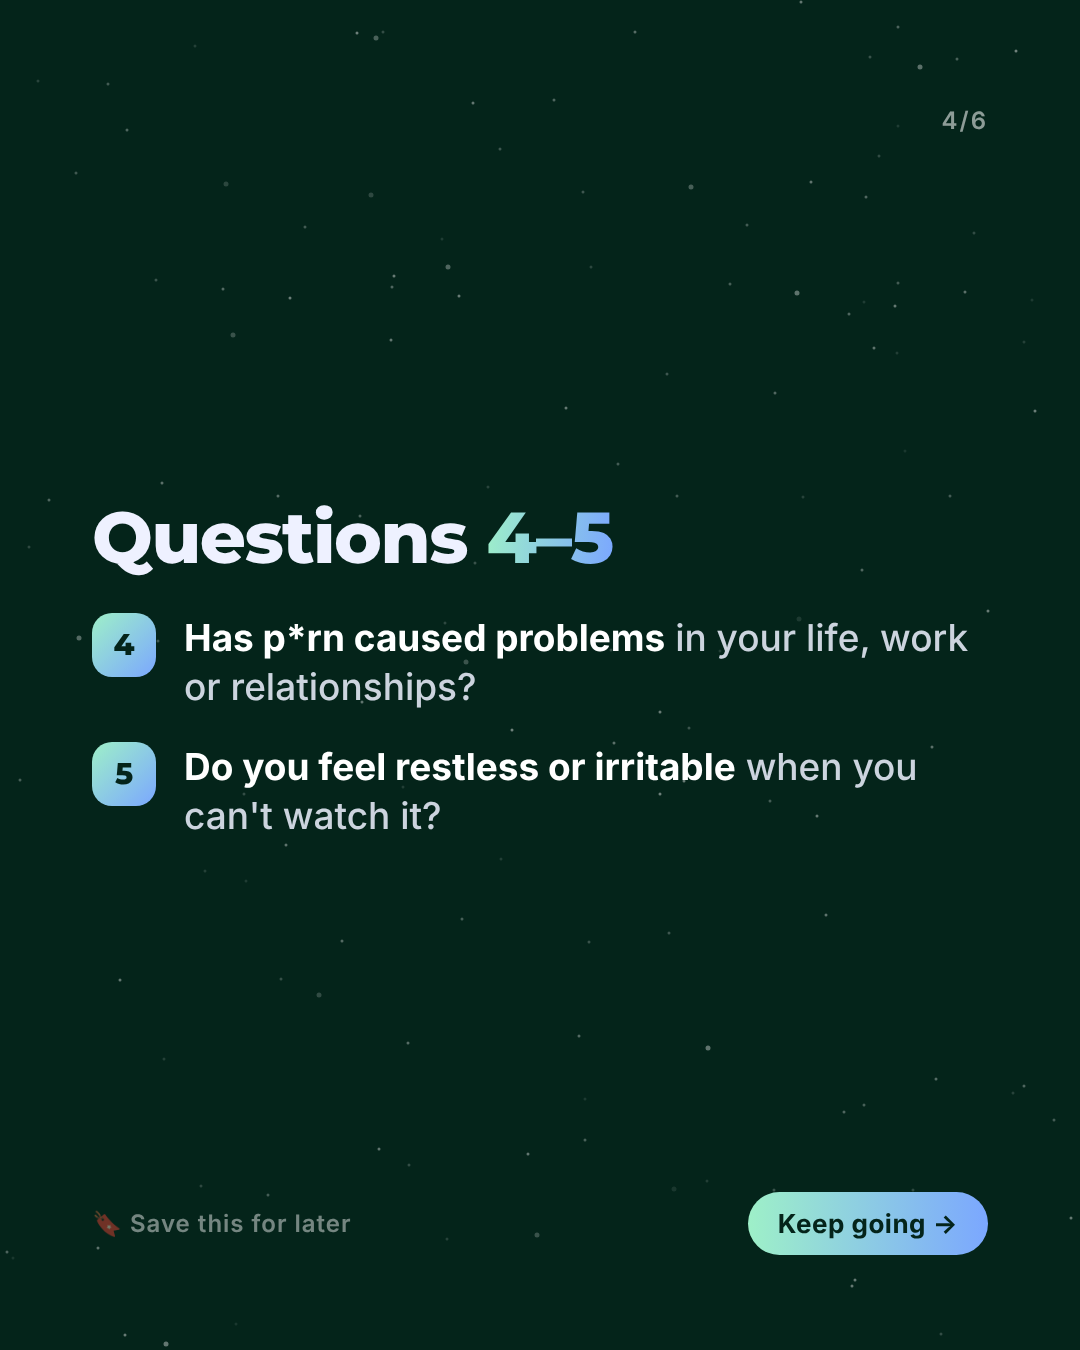 4/6
Questions 4–5
4
Has p*rn caused problems in your life, work
or relationships?
5
Do you feel restless or irritable when you
can't watch it?
🔖 Save this for later
Keep going →